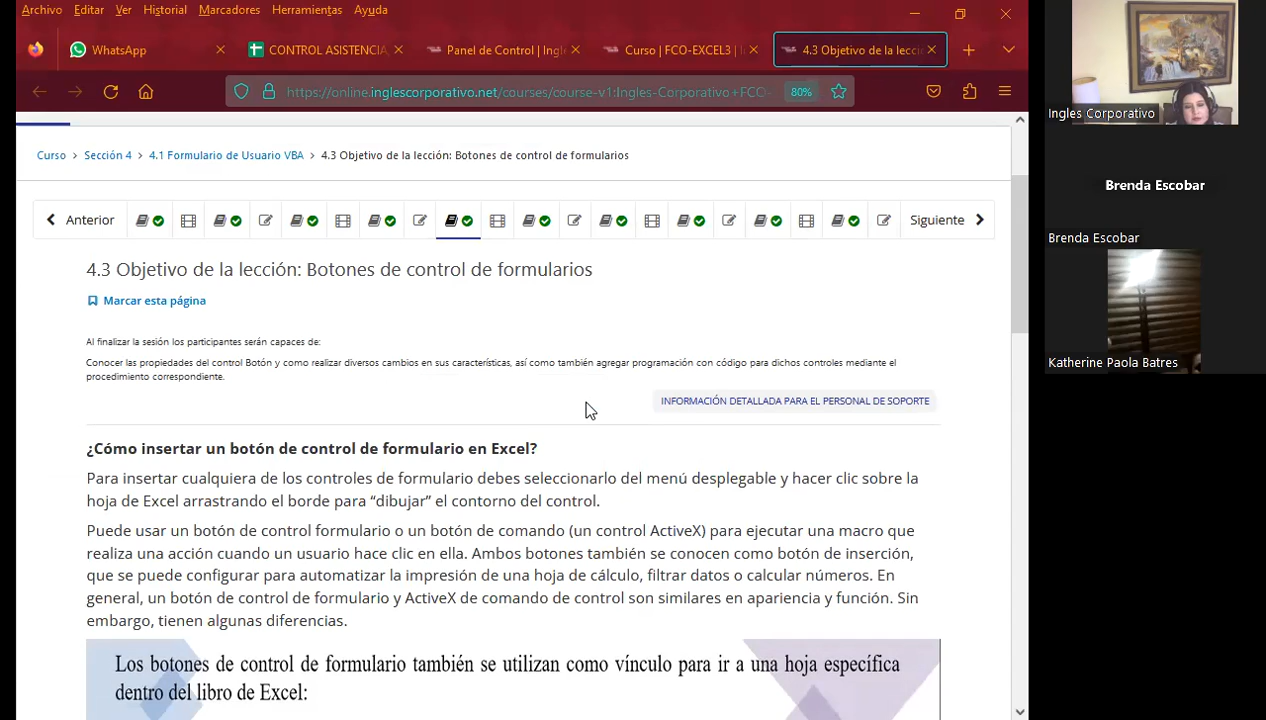 Archivo Editar Ver Historial Marcadores Herramientas Ayuda
WhatsApp CONTROL ASISTENCIA, Panel de Control | Ingl Curso | FCO-EXCEL3 | I 4.3 Objetivo de la lecci
https://online.inglescorporativo.net/courses/course-v1:Ingles-Corporativo+FCO- 80%
Curso > Sección 4 > 4.1 Formulario de Usuario VBA > 4.3 Objetivo de la lección: Botones de control de formularios
Anterior Siguiente
4.3 Objetivo de la lección: Botones de control de formularios
Marcar esta página
Al finalizar la sesión los participantes serán capaces de:
Conocer las propiedades del control Botón y como realizar diversos cambios en sus características, así como también agregar programación con código para dichos controles mediante el
procedimiento correspondiente.
INFORMACIÓN DETALLADA PARA EL PERSONAL DE SOPORTE
¿Cómo insertar un botón de control de formulario en Excel?
Para insertar cualquiera de los controles de formulario debes seleccionarlo del menú desplegable y hacer clic sobre la
hoja de Excel arrastrando el borde para “dibujar” el contorno del control.
Puede usar un botón de control formulario o un botón de comando (un control ActiveX) para ejecutar una macro que
realiza una acción cuando un usuario hace clic en ella. Ambos botones también se conocen como botón de inserción,
que se puede configurar para automatizar la impresión de una hoja de cálculo, filtrar datos o calcular números. En
general, un botón de control de formulario y ActiveX de comando de control son similares en apariencia y función. Sin
embargo, tienen algunas diferencias.
Los botones de control de formulario también se utilizan como vínculo para ir a una hoja específica
dentro del libro de Excel:
Ingles Corporativo
Brenda Escobar
Brenda Escobar
Katherine Paola Batres